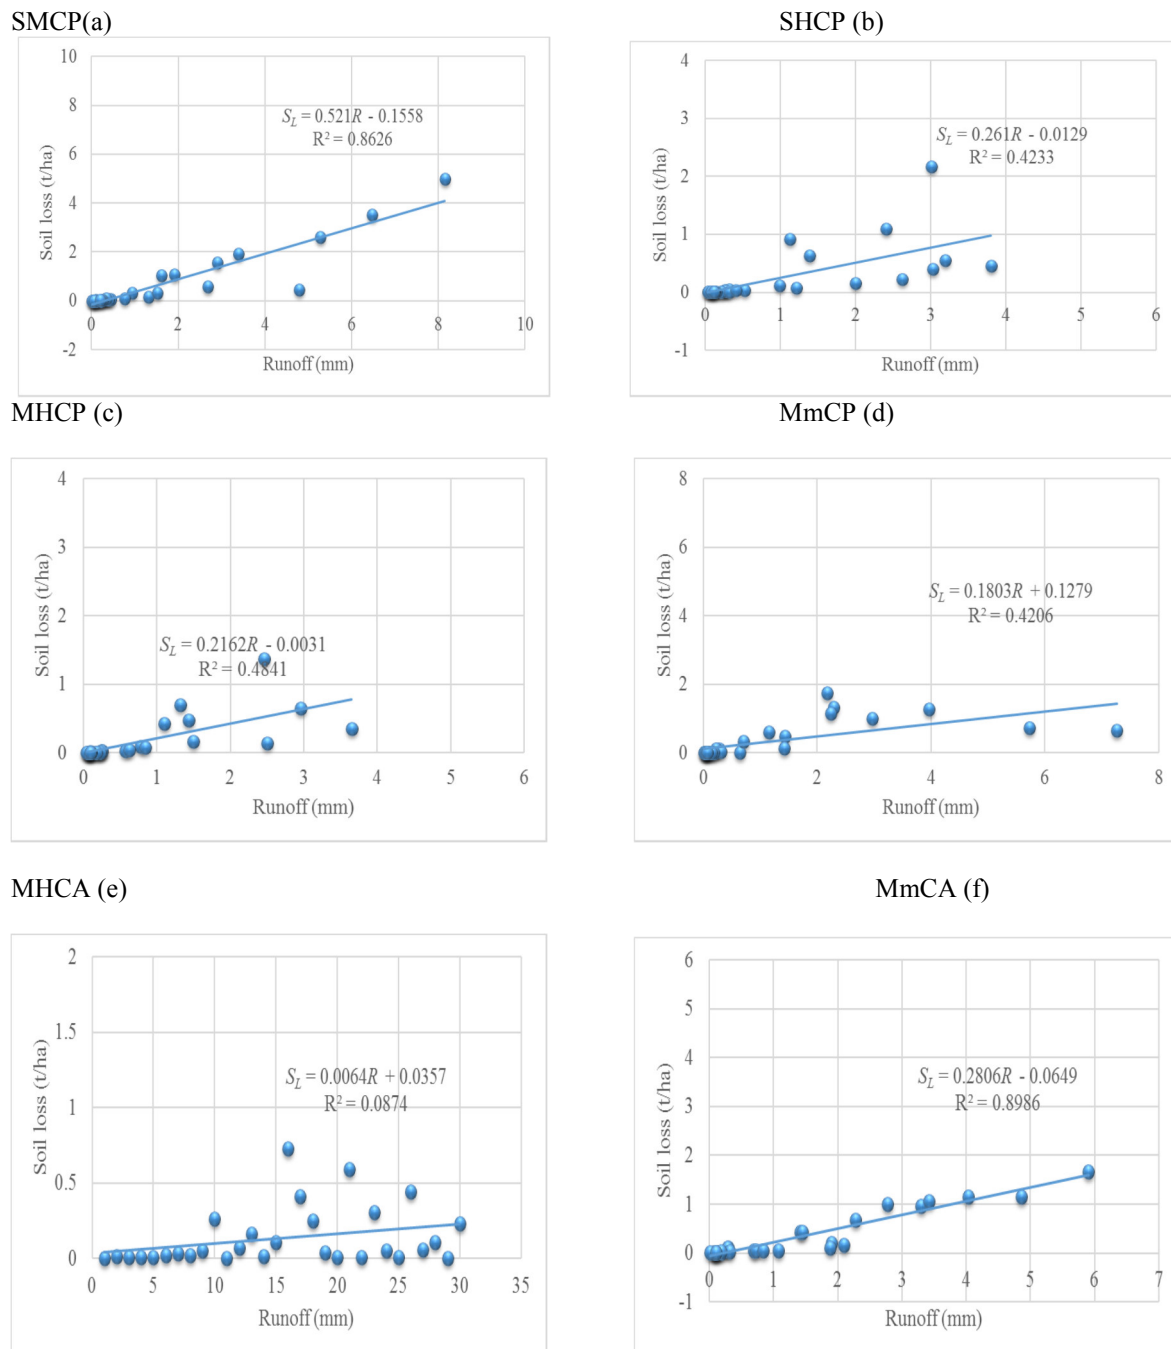 SMCP(a)
SHCP (b)
10
8
6
4
2
0
-2
0
2
4
6
8
10
Soil loss (t/ha)
Runoff (mm)
S_L = 0.521R - 0.1558
R² = 0.8626
4
3
2
1
0
-1
0
1
2
3
4
5
6
Soil loss (t/ha)
Runoff (mm)
S_L = 0.261R - 0.0129
R² = 0.4233
MHCP (c)
MmCP (d)
4
3
2
1
0
0
1
2
3
4
5
6
Soil loss (t/ha)
Runoff (mm)
S_L = 0.2162R - 0.0031
R² = 0.4841
8
6
4
2
0
0
2
4
6
8
Soil loss (t/ha)
Runoff (mm)
S_L = 0.1803R + 0.1279
R² = 0.4206
MHCA (e)
MmCA (f)
2
1.5
1
0.5
0
0
5
10
15
20
25
30
35
Soil loss (t/ha)
Runoff (mm)
S_L = 0.0064R + 0.0357
R² = 0.0874
6
5
4
3
2
1
0
-1
0
1
2
3
4
5
6
7
Soil loss (t/ha)
Runoff (mm)
S_L = 0.2806R - 0.0649
R² = 0.8986